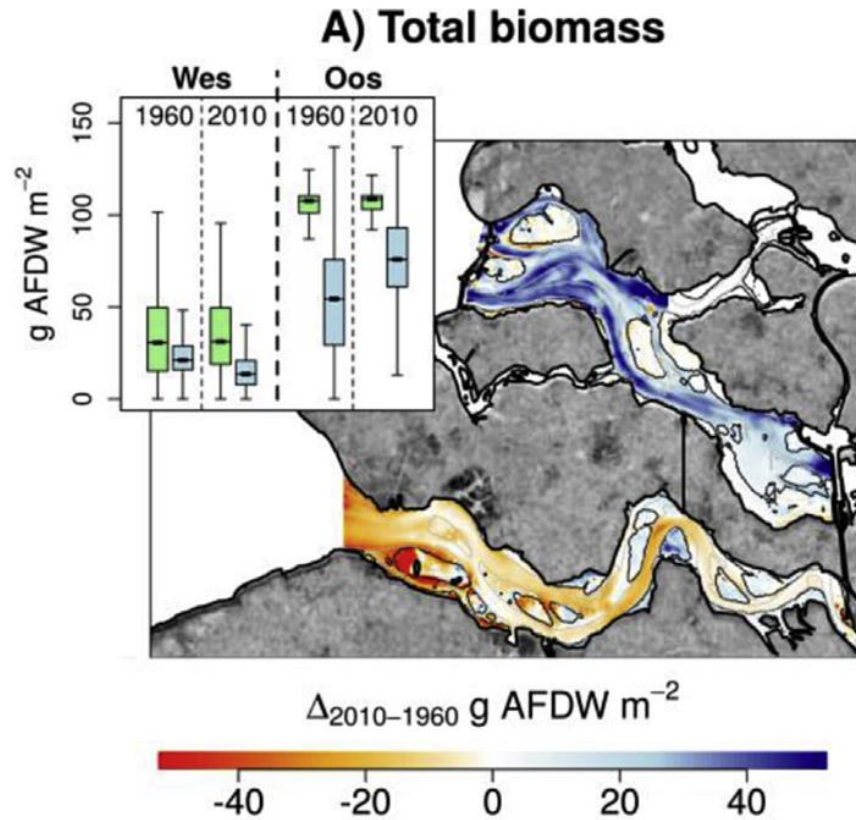 A) Total biomass
Wes Oos
1960 2010 1960 2010
150
100
50
0
g AFDW m⁻²
Δ₂₀₁₀₋₁₉₆₀ g AFDW m⁻²
-40 -20 0 20 40